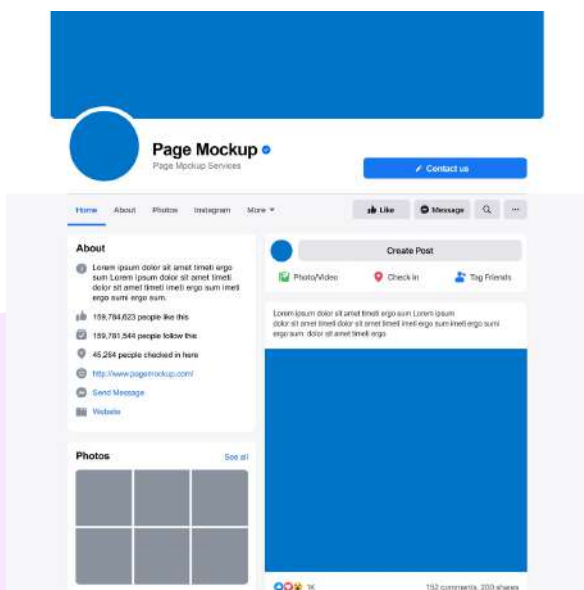 Page Mockup
Page Mockup Services
Contact us
Home About Photos Instagram More
Like Message
About
Lorem ipsum dolor sit amet timeti ergo
sum Lorem ipsum dolor sit amet timeti.
dolor sit amet timeti imeti ergo sum imeti
ergo sumi ergo sum.
159,784,623 people like this
159,781,544 people follow this
45,264 people checked in here
http://www.pagemockup.com/
Send Message
Website
Photos See all
Create Post
Photo/Video Check in Tag Friends
Lorem ipsum dolor sit amet timeti ergo sum Lorem ipsum
dolor sit amet timeti dolor sit amet timeti imeti ergo sum imeti ergo sumi
ergo sum. dolor sit amet timeti ergo.
1K 152 comments 200 shares